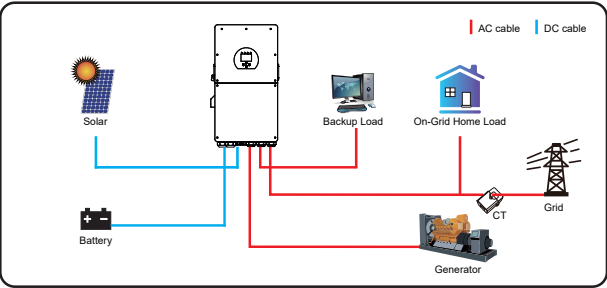 AC cable
DC cable
Solar
Backup Load
On-Grid Home Load
CT
Grid
Battery
Generator